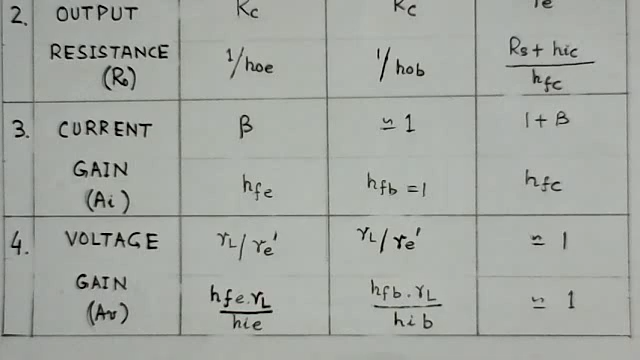 2. OUTPUT Rc Rc re
RESISTANCE 1/hoe 1/hob Rs + hic / hfc
(Ro)
3. CURRENT β ≃ 1 1 + β
GAIN hfe hfb = 1 hfc
(Ai)
4. VOLTAGE rL/re' rL/re' ≃ 1
GAIN hfe.rL / hie hfb.rL / hib ≃ 1
(Av)